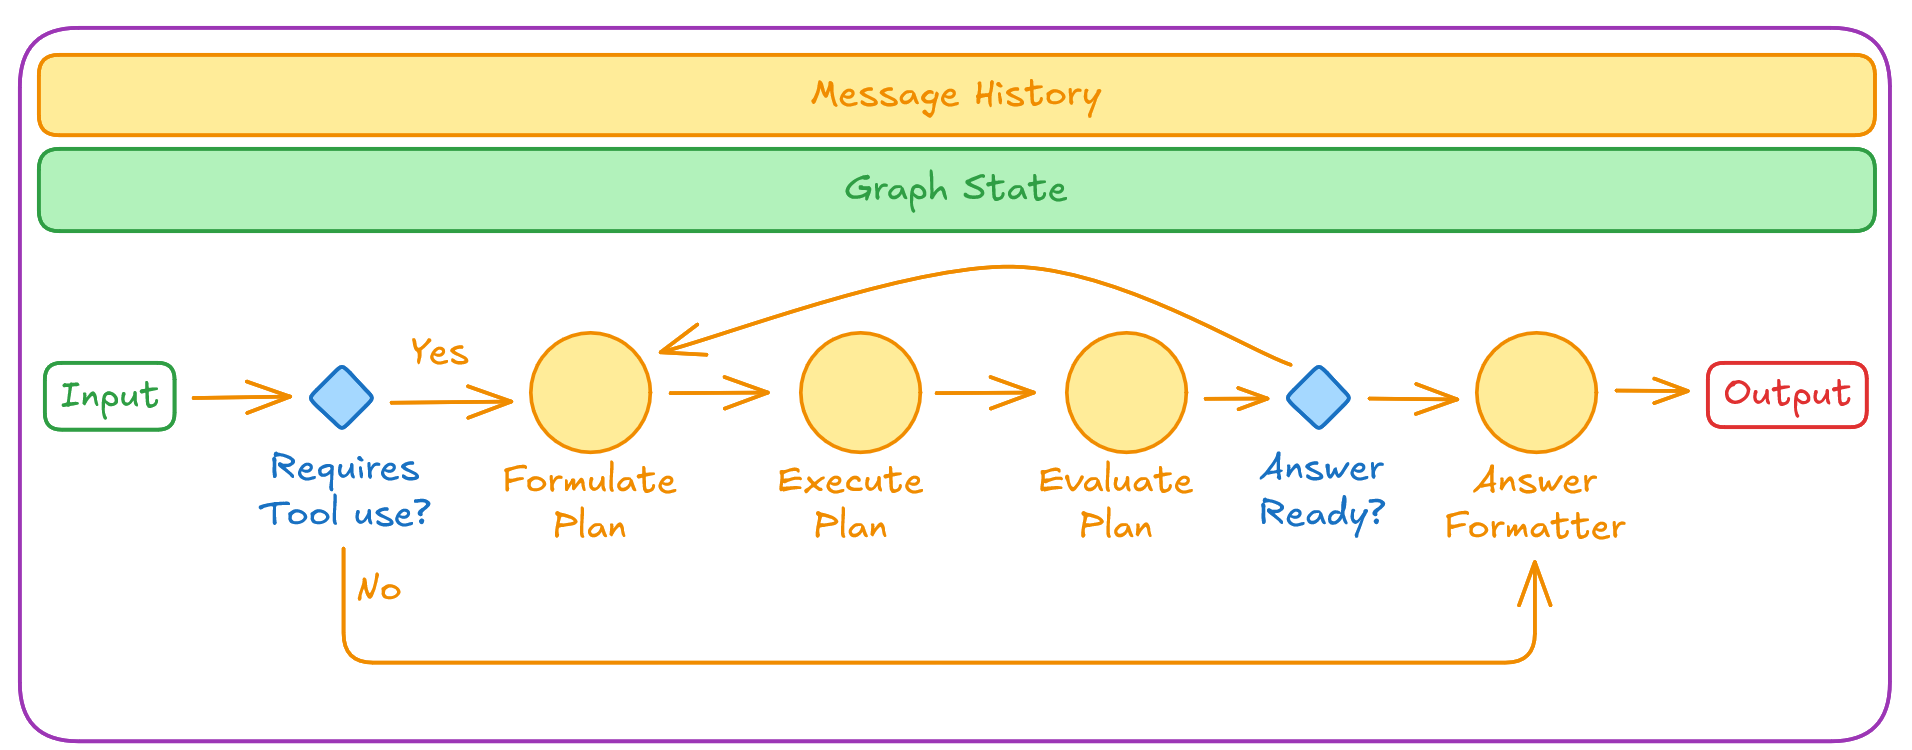 Message History
Graph State
Yes
Input
Output
Requires
Tool use?
Formulate
Plan
Execute
Plan
Evaluate
Plan
Answer
Ready?
Answer
Formatter
No